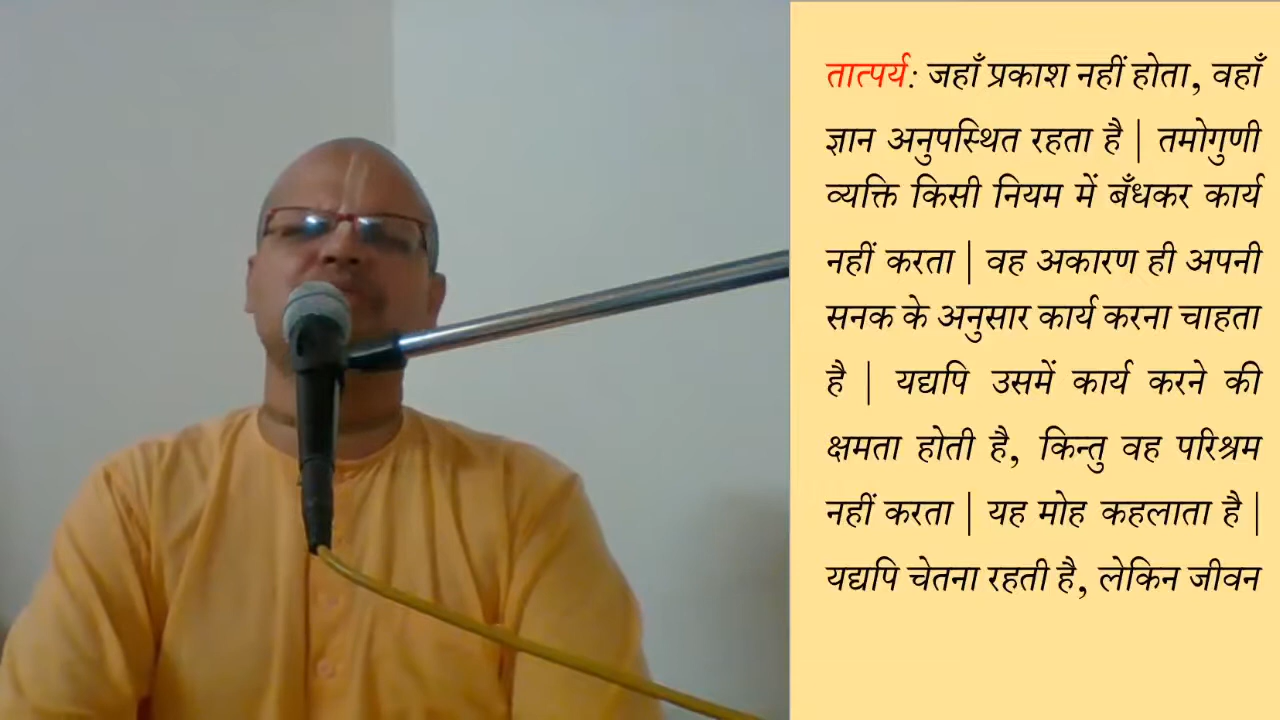 तात्पर्य: जहाँ प्रकाश नहीं होता, वहाँ
ज्ञान अनुपस्थित रहता है | तमोगुणी
व्यक्ति किसी नियम में बँधकर कार्य
नहीं करता | वह अकारण ही अपनी
सनक के अनुसार कार्य करना चाहता
है | यद्यपि उसमें कार्य करने की
क्षमता होती है, किन्तु वह परिश्रम
नहीं करता | यह मोह कहलाता है |
यद्यपि चेतना रहती है, लेकिन जीवन